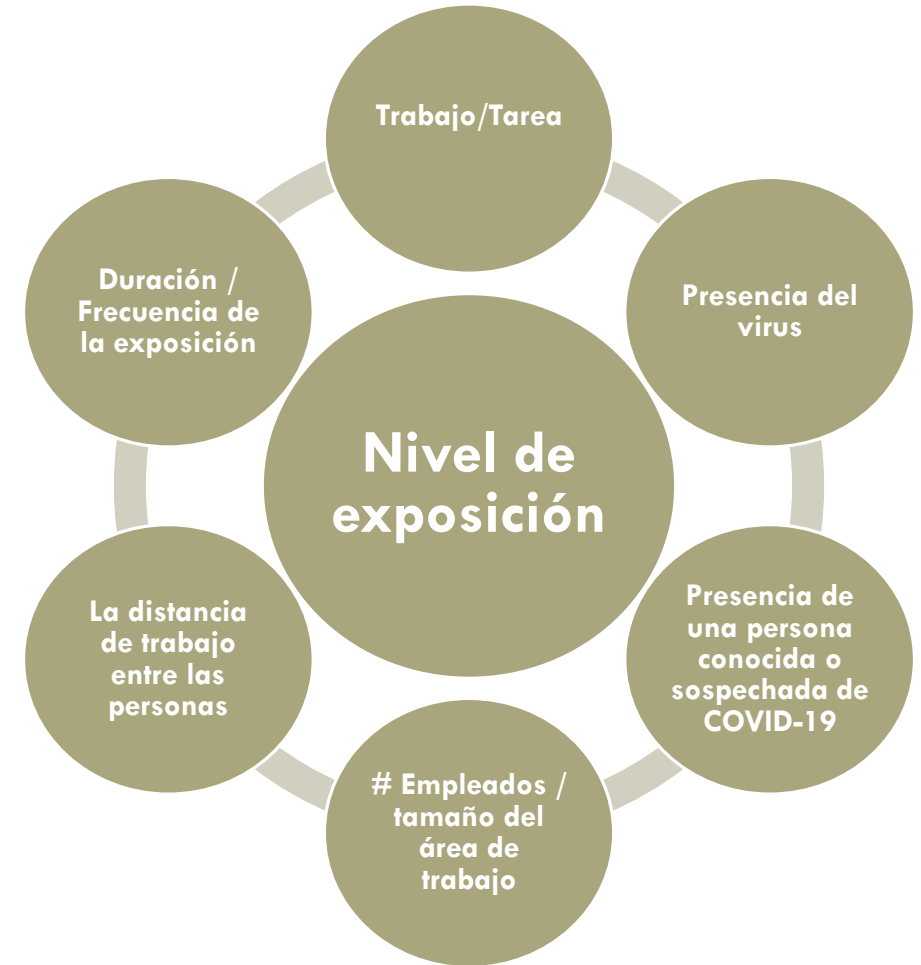 Trabajo/Tarea
Presencia del
virus
Presencia de
una persona
conocida o
sospechada de
COVID-19
# Empleados /
tamaño del
área de
trabajo
La distancia
de trabajo
entre las
personas
Duración /
Frecuencia de
la exposición
Nivel de
exposición